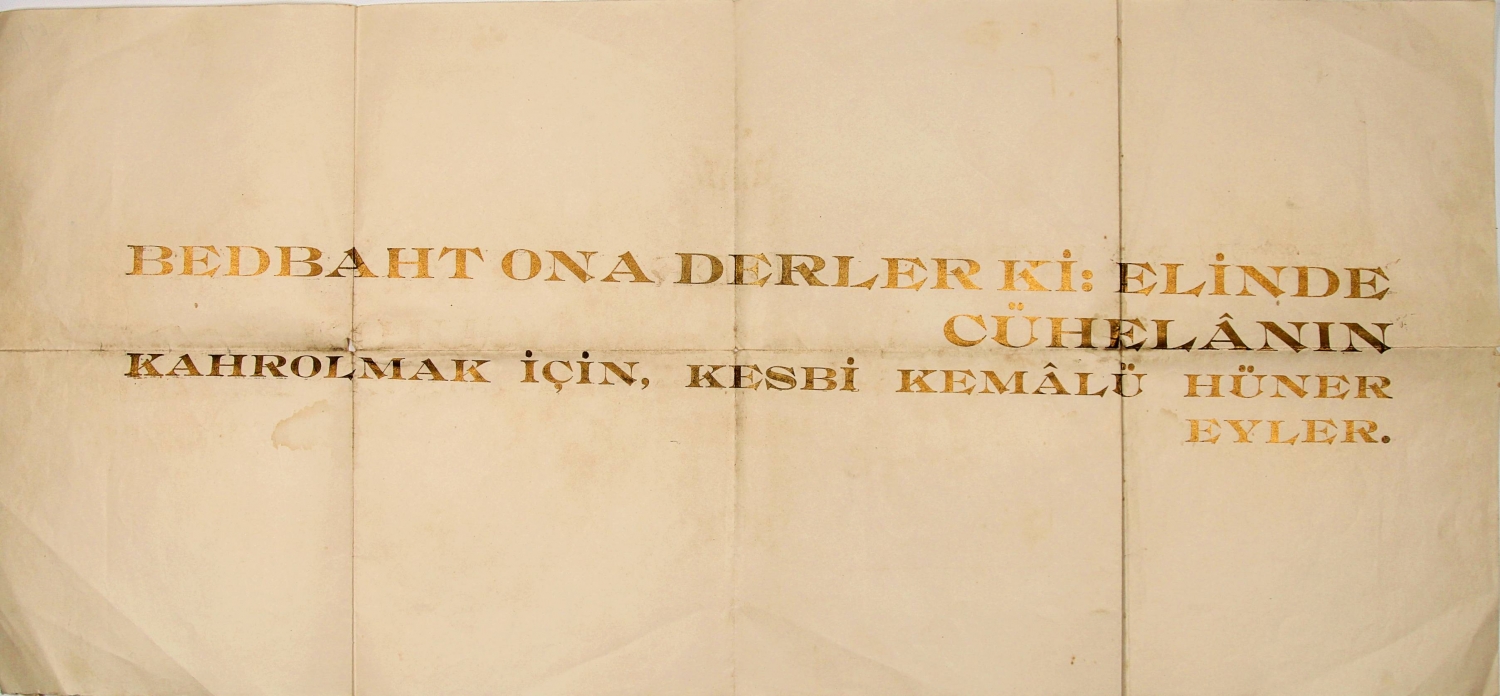 BEDBAHT ONA DERLER Kİ: ELİNDE
CÜHELÂNIN
KAHROLMAK İÇİN, KESBİ KEMÂLÜ HÜNER
EYLER.